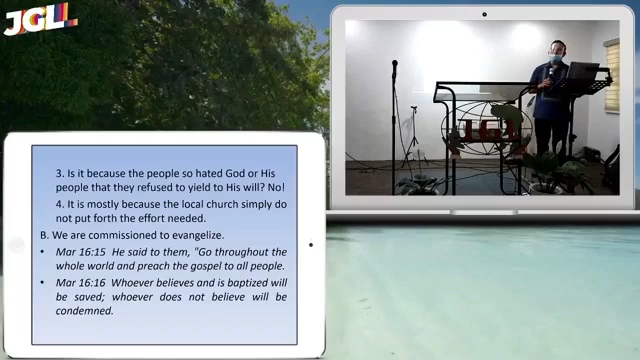 JGL
JGL
3. Is it because the people so hated God or His
people that they refused to yield to His will? No!
4. It is mostly because the local church simply do
not put forth the effort needed.
B. We are commissioned to evangelize.
• Mar 16:15 He said to them, "Go throughout the
whole world and preach the gospel to all people.
• Mar 16:16 Whoever believes and is baptized will
be saved; whoever does not believe will be
condemned.